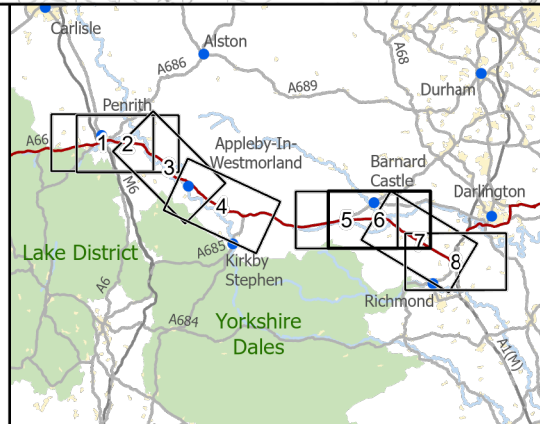 Carlisle
Alston
A686
A68
A689
Durham
Penrith
A66
1
2
3
Appleby-In-
Westmorland
4
M6
Barnard
Castle
Darlington
5
6
7
8
Lake District
A685
Kirkby
Stephen
A6
Richmond
A684
Yorkshire
Dales
A1(M)